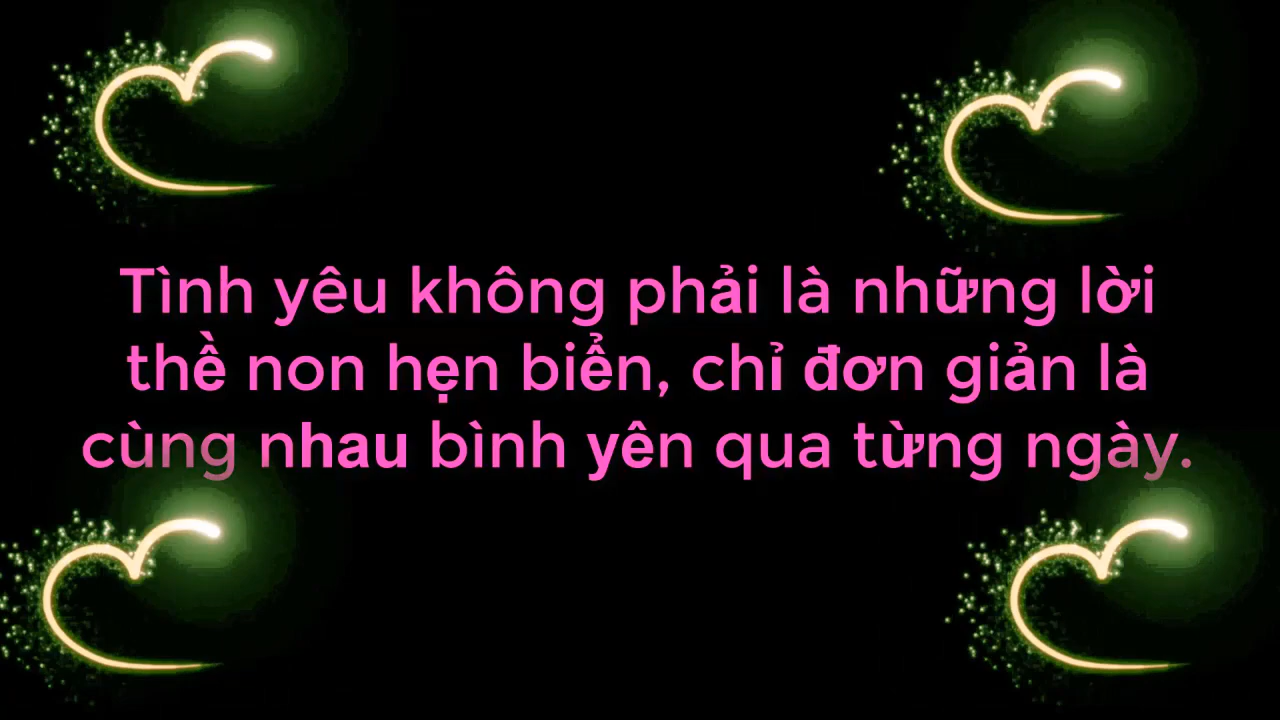 Tình yêu không phải là những lời
thề non hẹn biển, chỉ đơn giản là
cùng nhau bình yên qua từng ngày.